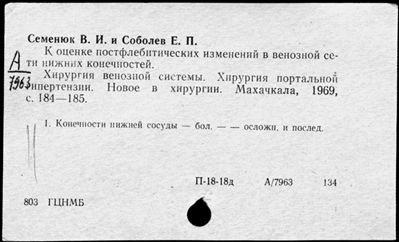 Семенюк В. И. и Соболев Е. П.
К оценке постфлебитических изменений в венозной се-
ти нижних конечностей.
Хирургия венозной системы. Хирургия портальной
гипертензии. Новое в хирургии. Махачкала, 1969,
с. 184—185.
А
7963
1. Конечности нижней сосуды — бол. — — осложн. и послед.
П-18-18д А/7963 134
803 ГЦНМБ